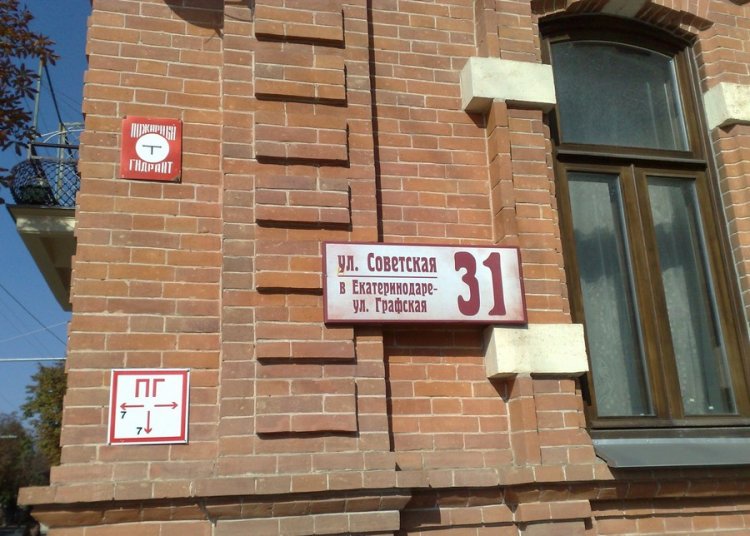 ПОЖАРНЫЙ
ГИДРАНТ
ул. Советская
в Екатеринодаре-
ул. Графская
31
ПГ
7
7